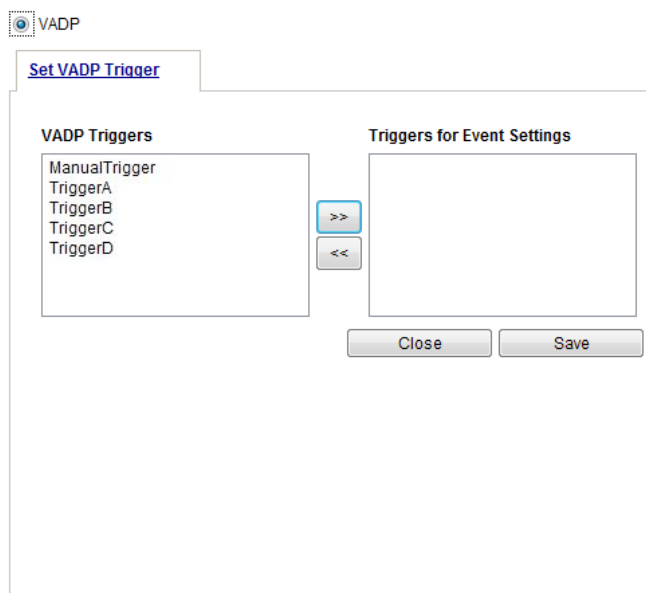 VADP
Set VADP Trigger
VADP Triggers
Triggers for Event Settings
ManualTrigger
TriggerA
TriggerB
TriggerC
TriggerD
>>
<<
Close
Save